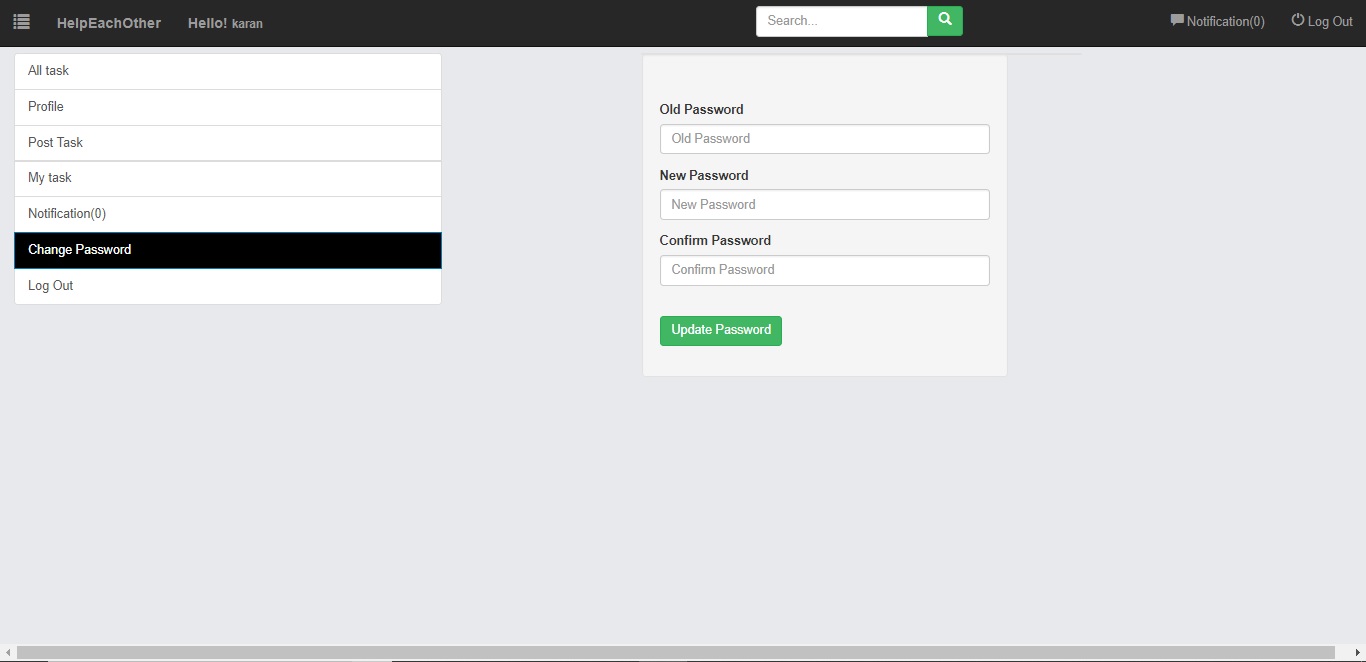 HelpEachOther Hello! karan Search... Notification(0) Log Out
All task
Profile
Post Task
My task
Notification(0)
Change Password
Log Out
Old Password
Old Password
New Password
New Password
Confirm Password
Confirm Password
Update Password